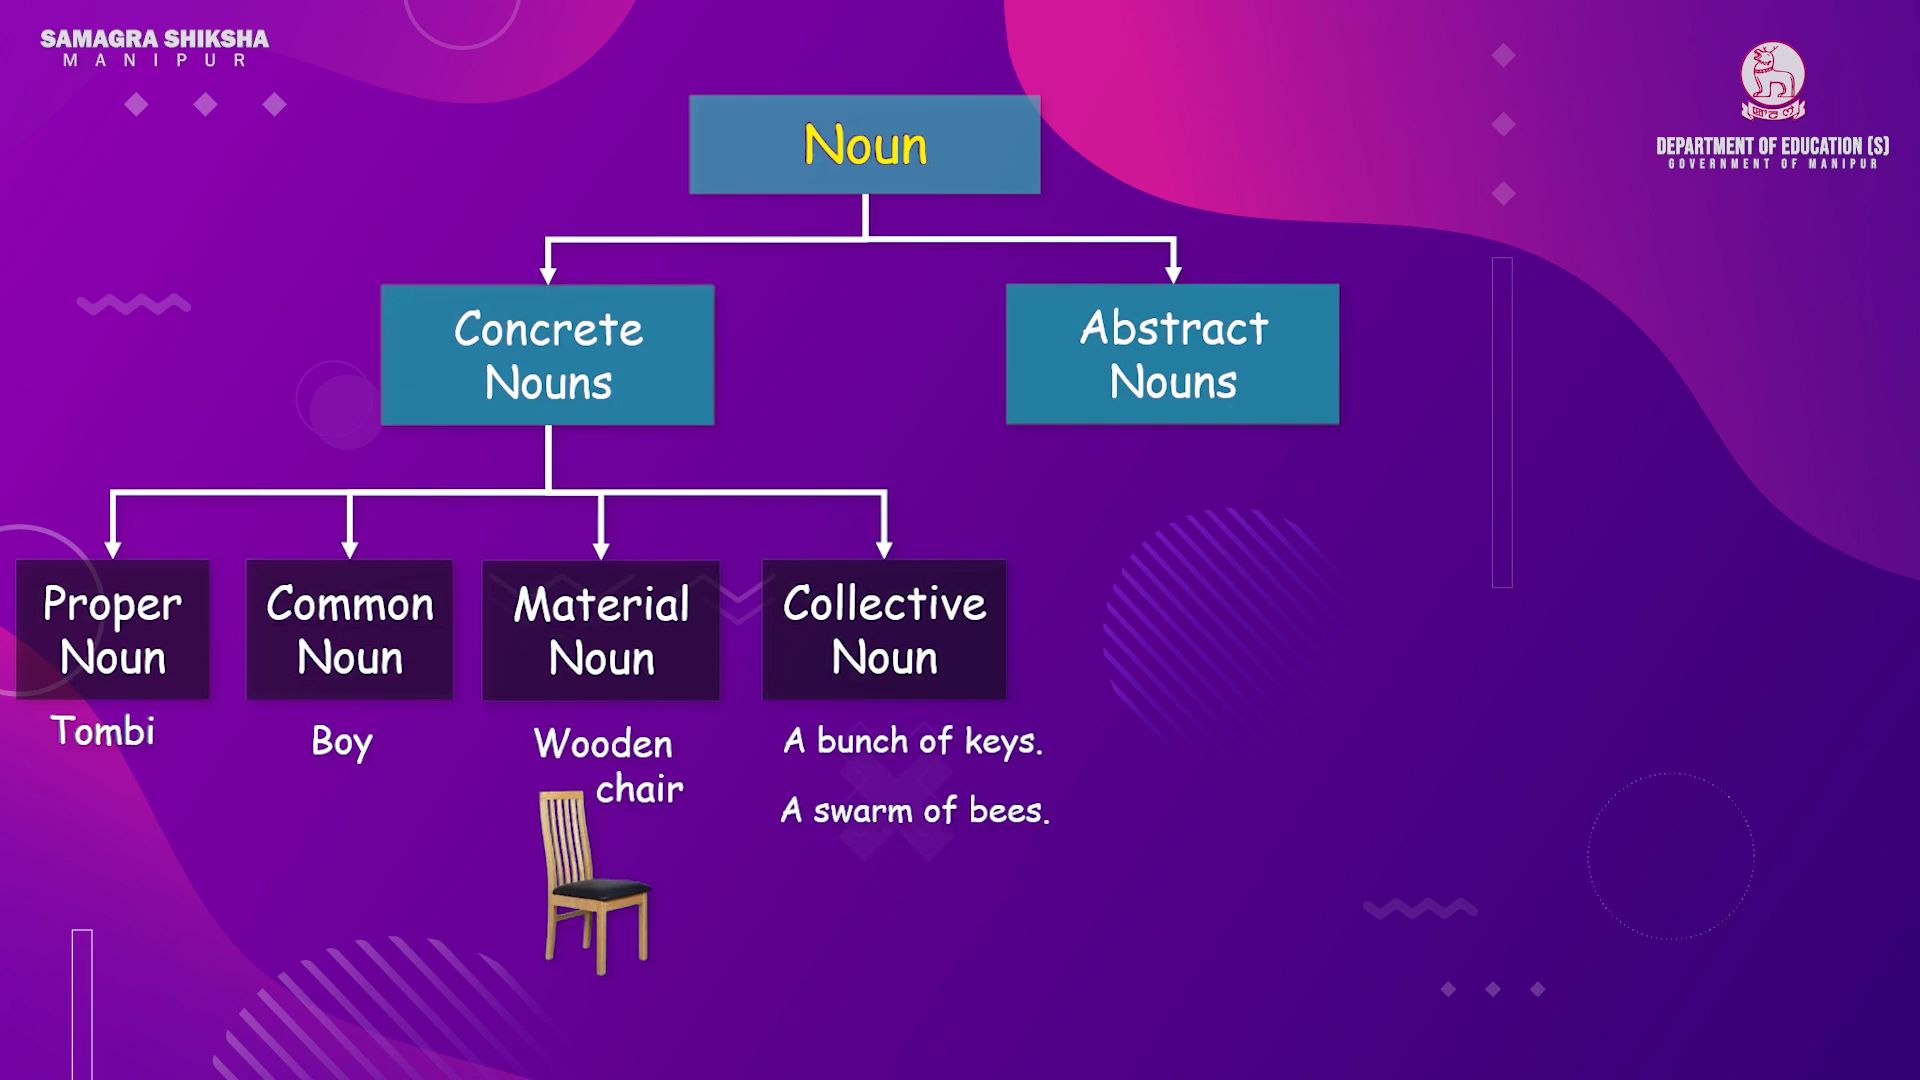 SAMAGRA SHIKSHA
MANIPUR
DEPARTMENT OF EDUCATION (S)
GOVERNMENT OF MANIPUR
Noun
Concrete
Nouns
Abstract
Nouns
Proper
Noun
Common
Noun
Material
Noun
Collective
Noun
Tombi
Boy
Wooden
chair
A bunch of keys.
A swarm of bees.